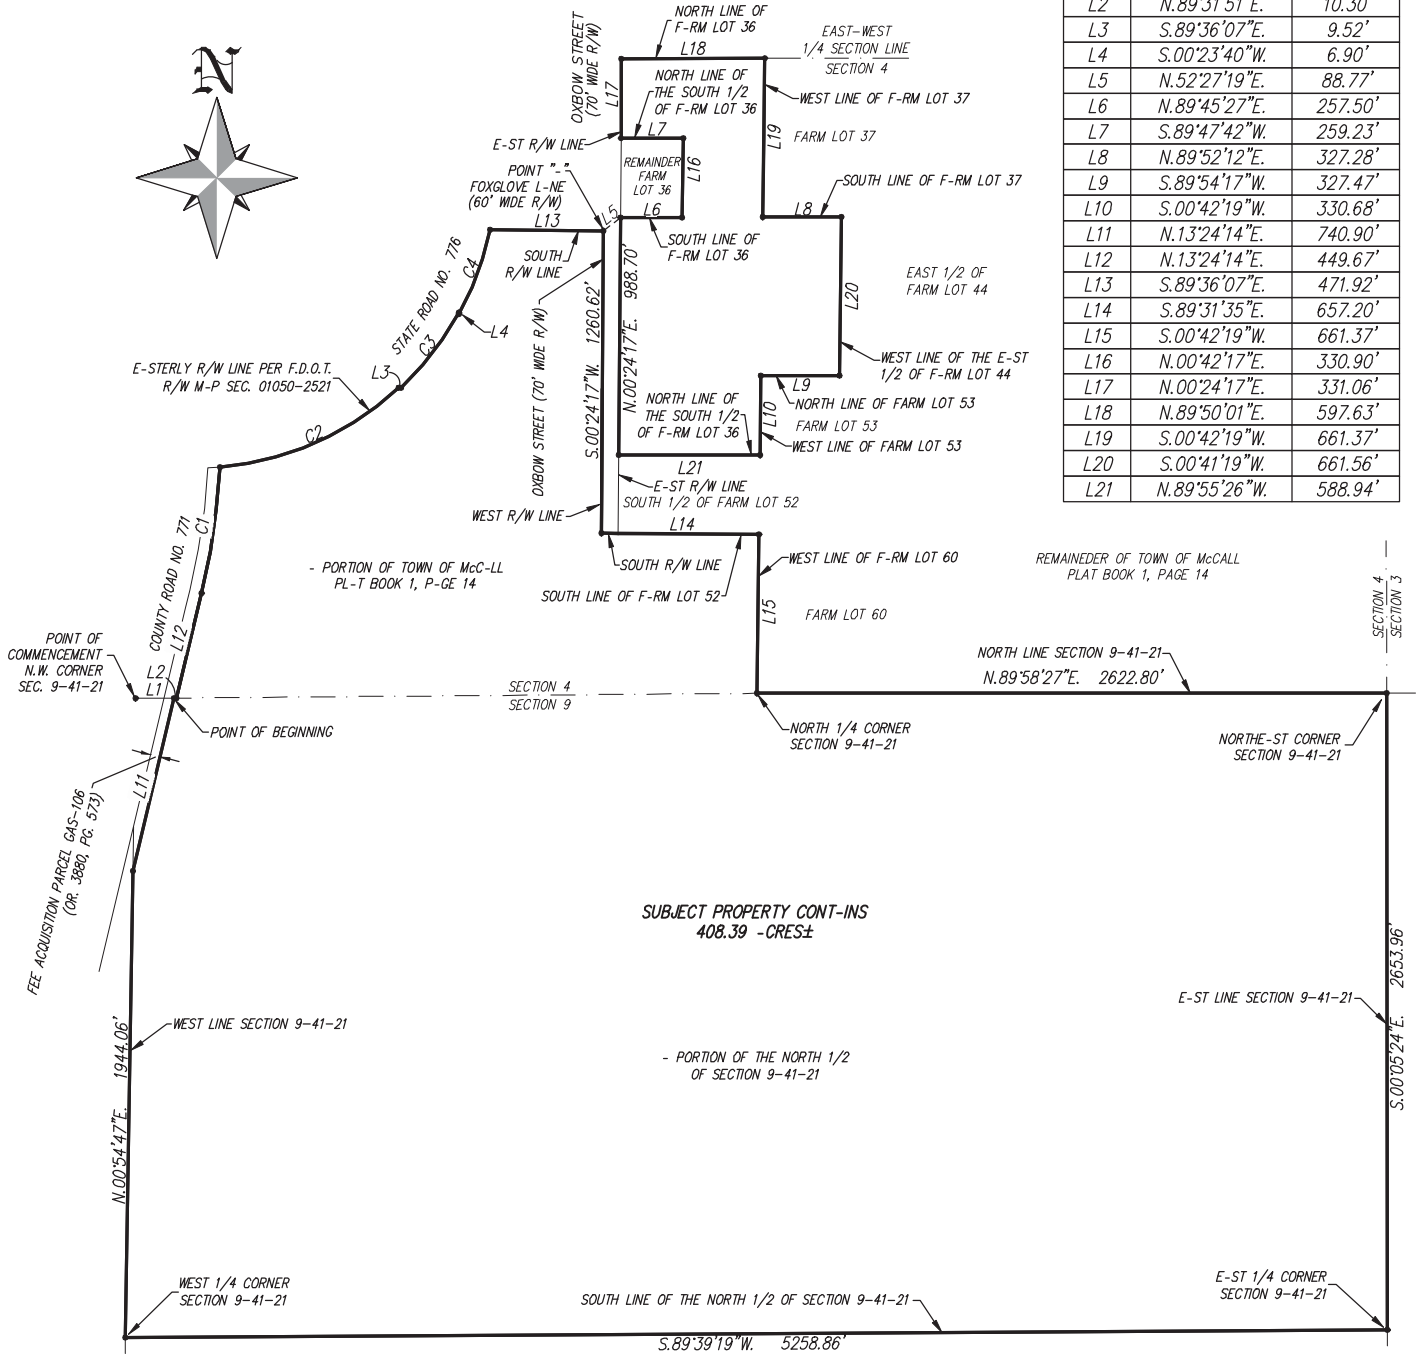 N
OXBOW STREET
(70' WIDE R/W)
NORTH LINE OF
F-RM LOT 36
L18
EAST-WEST
1/4 SECTION LINE
SECTION 4
L17
NORTH LINE OF
THE SOUTH 1/2
OF F-RM LOT 36
WEST LINE OF F-RM LOT 37
L19
FARM LOT 37
E-ST R/W LINE
L7
REMAINDER
FARM
LOT 36
L16
POINT "-"
FOXGLOVE L-NE
(60' WIDE R/W)
L13
L5
L6
L8
SOUTH LINE OF F-RM LOT 37
SOUTH
R/W LINE
SOUTH LINE OF
F-RM LOT 36
STATE ROAD NO. 776
C4
L4
C3
L3
C2
E-STERLY R/W LINE PER F.D.O.T.
R/W M-P SEC. 01050-2521
OXBOW STREET (70' WIDE R/W)
S.00°24'17"W. 1260.62'
N.00°24'17"E. 988.70'
EAST 1/2 OF
FARM LOT 44
L20
WEST LINE OF THE E-ST
1/2 OF F-RM LOT 44
L9
NORTH LINE OF FARM LOT 53
L10
FARM LOT 53
WEST LINE OF FARM LOT 53
NORTH LINE OF
THE SOUTH 1/2
OF F-RM LOT 36
L21
E-ST R/W LINE
SOUTH 1/2 OF FARM LOT 52
WEST R/W LINE
L14
SOUTH R/W LINE
SOUTH LINE OF F-RM LOT 52
WEST LINE OF F-RM LOT 60
L15
FARM LOT 60
L2 N.89°31'51"E. 10.30'
L3 S.89°36'07"E. 9.52'
L4 S.00°23'40"W. 6.90'
L5 N.52°27'19"E. 88.77'
L6 N.89°45'27"E. 257.50'
L7 S.89°47'42"W. 259.23'
L8 N.89°52'12"E. 327.28'
L9 S.89°54'17"W. 327.47'
L10 S.00°42'19"W. 330.68'
L11 N.13°24'14"E. 740.90'
L12 N.13°24'14"E. 449.67'
L13 S.89°36'07"E. 471.92'
L14 S.89°31'35"E. 657.20'
L15 S.00°42'19"W. 661.37'
L16 N.00°42'17"E. 330.90'
L17 N.00°24'17"E. 331.06'
L18 N.89°50'01"E. 597.63'
L19 S.00°42'19"W. 661.37'
L20 S.00°41'19"W. 661.56'
L21 N.89°55'26"W. 588.94'
REMAINEDER OF TOWN OF McCALL
PLAT BOOK 1, PAGE 14
SECTION 4
SECTION 3
- PORTION OF TOWN OF McC-LL
PL-T BOOK 1, P-GE 14
COUNTY ROAD NO. 771
C1
L12
POINT OF
COMMENCEMENT
N.W. CORNER
SEC. 9-41-21
L2
L1
SECTION 4
SECTION 9
POINT OF BEGINNING
NORTH LINE SECTION 9-41-21
N.89°58'27"E. 2622.80'
NORTH 1/4 CORNER
SECTION 9-41-21
NORTHE-ST CORNER
SECTION 9-41-21
L11
FEE ACQUISITION PARCEL GAS-106
(OR. 3880, PG. 573)
SUBJECT PROPERTY CONT-INS
408.39 -CRES±
WEST LINE SECTION 9-41-21
N.00°54'47"E. 1944.06'
- PORTION OF THE NORTH 1/2
OF SECTION 9-41-21
E-ST LINE SECTION 9-41-21
S.00°05'24"E. 2653.96'
WEST 1/4 CORNER
SECTION 9-41-21
E-ST 1/4 CORNER
SECTION 9-41-21
SOUTH LINE OF THE NORTH 1/2 OF SECTION 9-41-21
S.89°39'19"W. 5258.86'